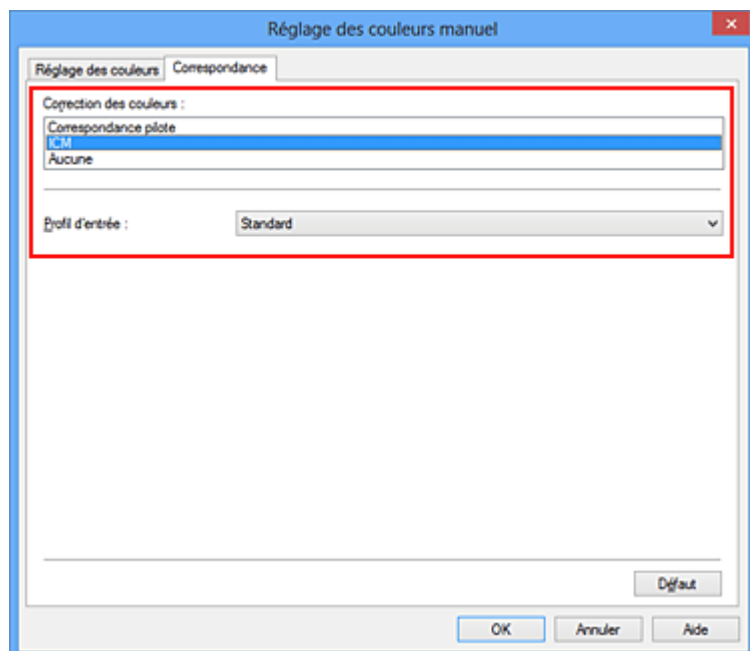 Réglage des couleurs manuel
Réglage des couleurs Correspondance
Correction des couleurs :
Correspondance pilote
ICM
Aucune
Profil d'entrée : Standard
Défaut
OK Annuler Aide